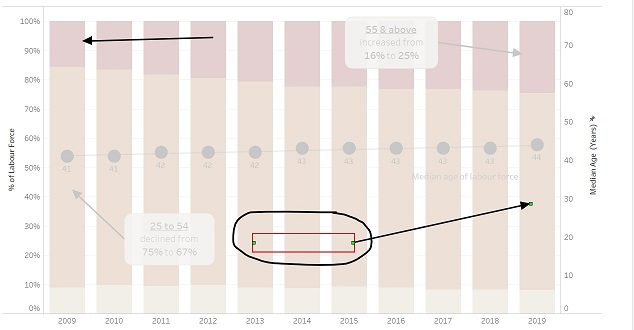 100%
90%
80%
70%
60%
50%
40%
30%
20%
10%
0%
% of Labour Force
80
70
60
50
40
30
20
10
0
Median Age (Years)
55 & above
increased from
16% to 25%
41 41 42 42 42 43 43 43 43 43 44
Median age of labour force
25 to 54
declined from
75% to 67%
2009 2010 2011 2012 2013 2014 2015 2016 2017 2018 2019